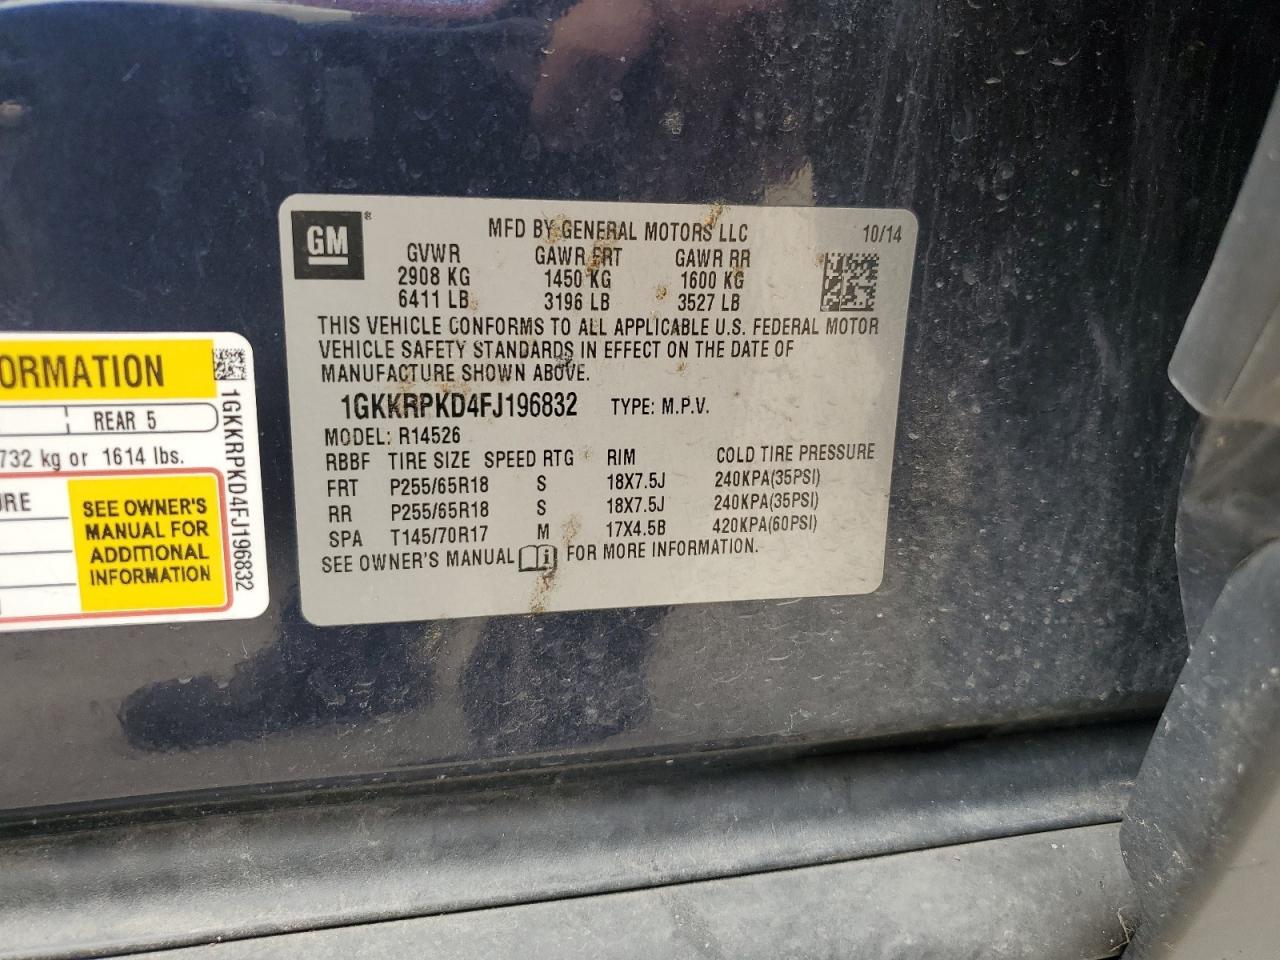 GM®
MFD BY GENERAL MOTORS LLC 10/14
GVWR GAWR FRT GAWR RR
2908 KG 1450 KG 1600 KG
6411 LB 3196 LB 3527 LB
THIS VEHICLE CONFORMS TO ALL APPLICABLE U.S. FEDERAL MOTOR
VEHICLE SAFETY STANDARDS IN EFFECT ON THE DATE OF
MANUFACTURE SHOWN ABOVE.
1GKKRPKD4FJ196832 TYPE: M.P.V.
MODEL: R14526
RBBF TIRE SIZE SPEED RTG RIM COLD TIRE PRESSURE
FRT P255/65R18 S 18X7.5J 240KPA(35PSI)
RR P255/65R18 S 18X7.5J 240KPA(35PSI)
SPA T145/70R17 M 17X4.5B 420KPA(60PSI)
SEE OWNER'S MANUAL i FOR MORE INFORMATION.
ORMATION
REAR 5
732 kg or 1614 lbs.
URE
SEE OWNER'S
MANUAL FOR
ADDITIONAL
INFORMATION
1GKKRPKD4FJ196832